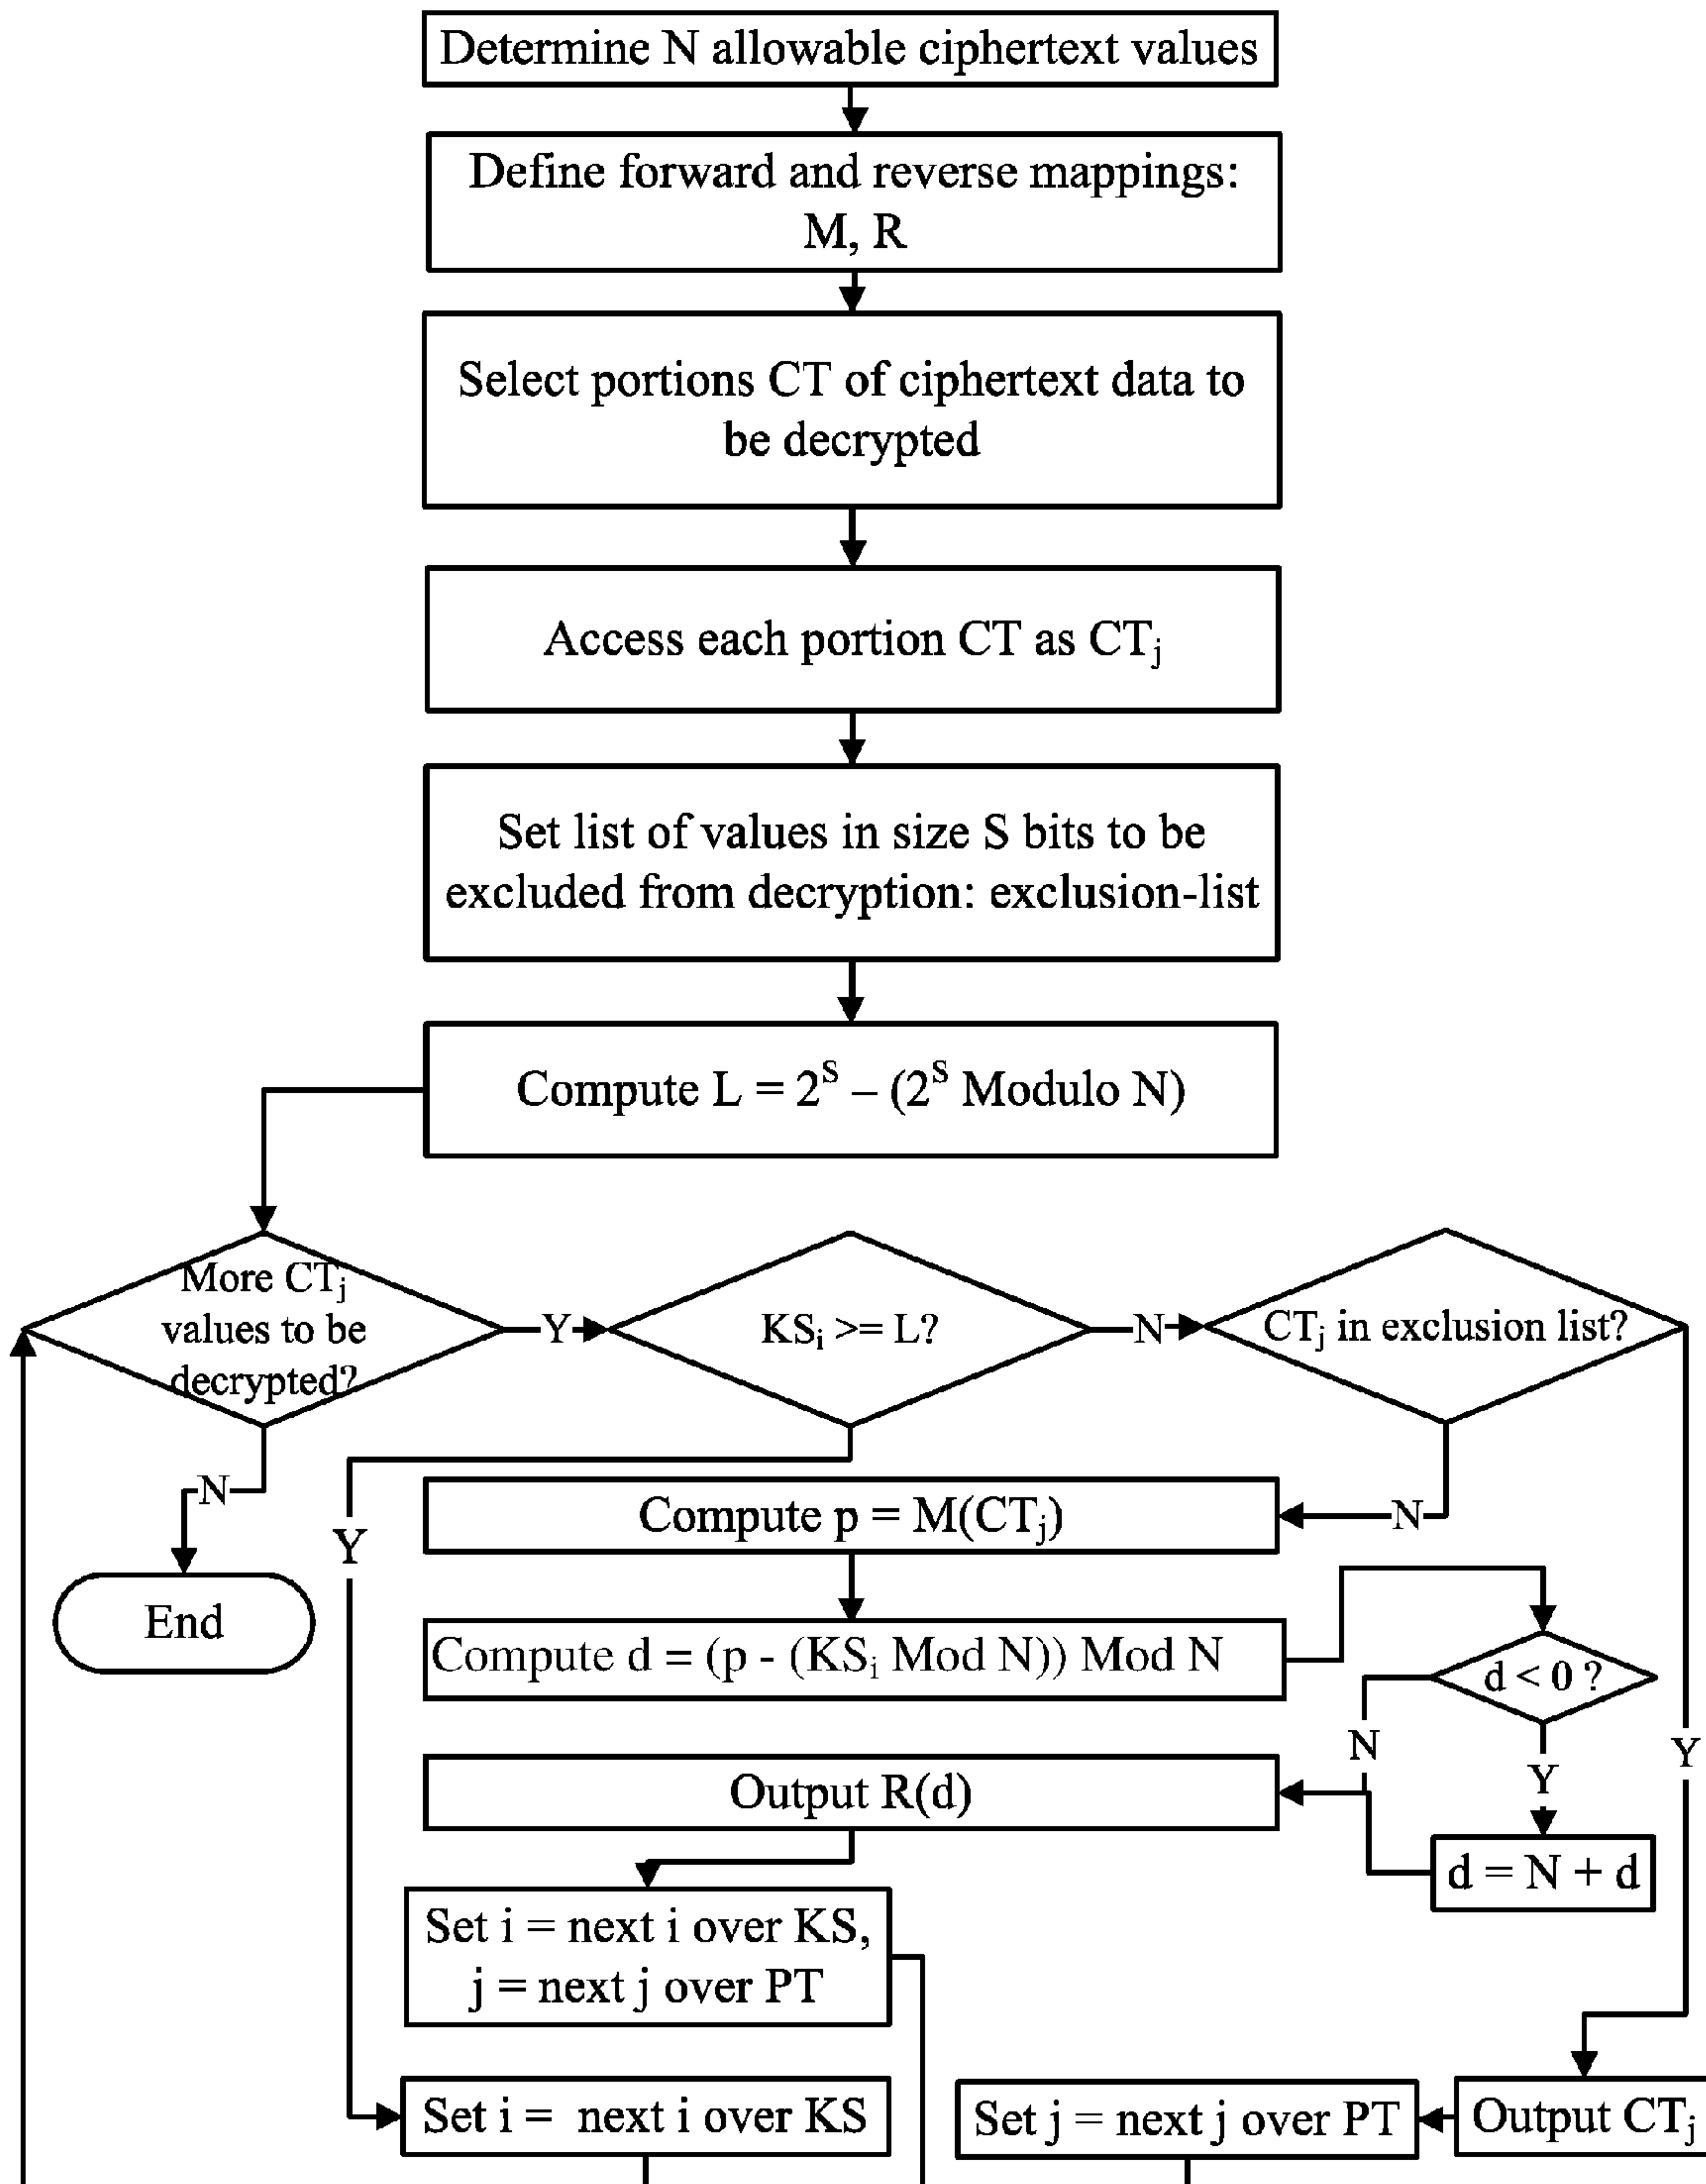 Determine N allowable ciphertext values
Define forward and reverse mappings:
M, R
Select portions CT of ciphertext data to
be decrypted
Access each portion CT as CTj
Set list of values in size S bits to be
excluded from decryption: exclusion-list
Compute L = 2^S – (2^S Modulo N)
More CTj
values to be
decrypted?
Y
KSi >= L?
N
CTj in exclusion list?
N
Y
Compute p = M(CTj)
N
End
Compute d = (p - (KSi Mod N)) Mod N
d < 0 ?
N
Y
Y
Output R(d)
d = N + d
Set i = next i over KS,
j = next j over PT
Set i = next i over KS
Set j = next j over PT
Output CTj